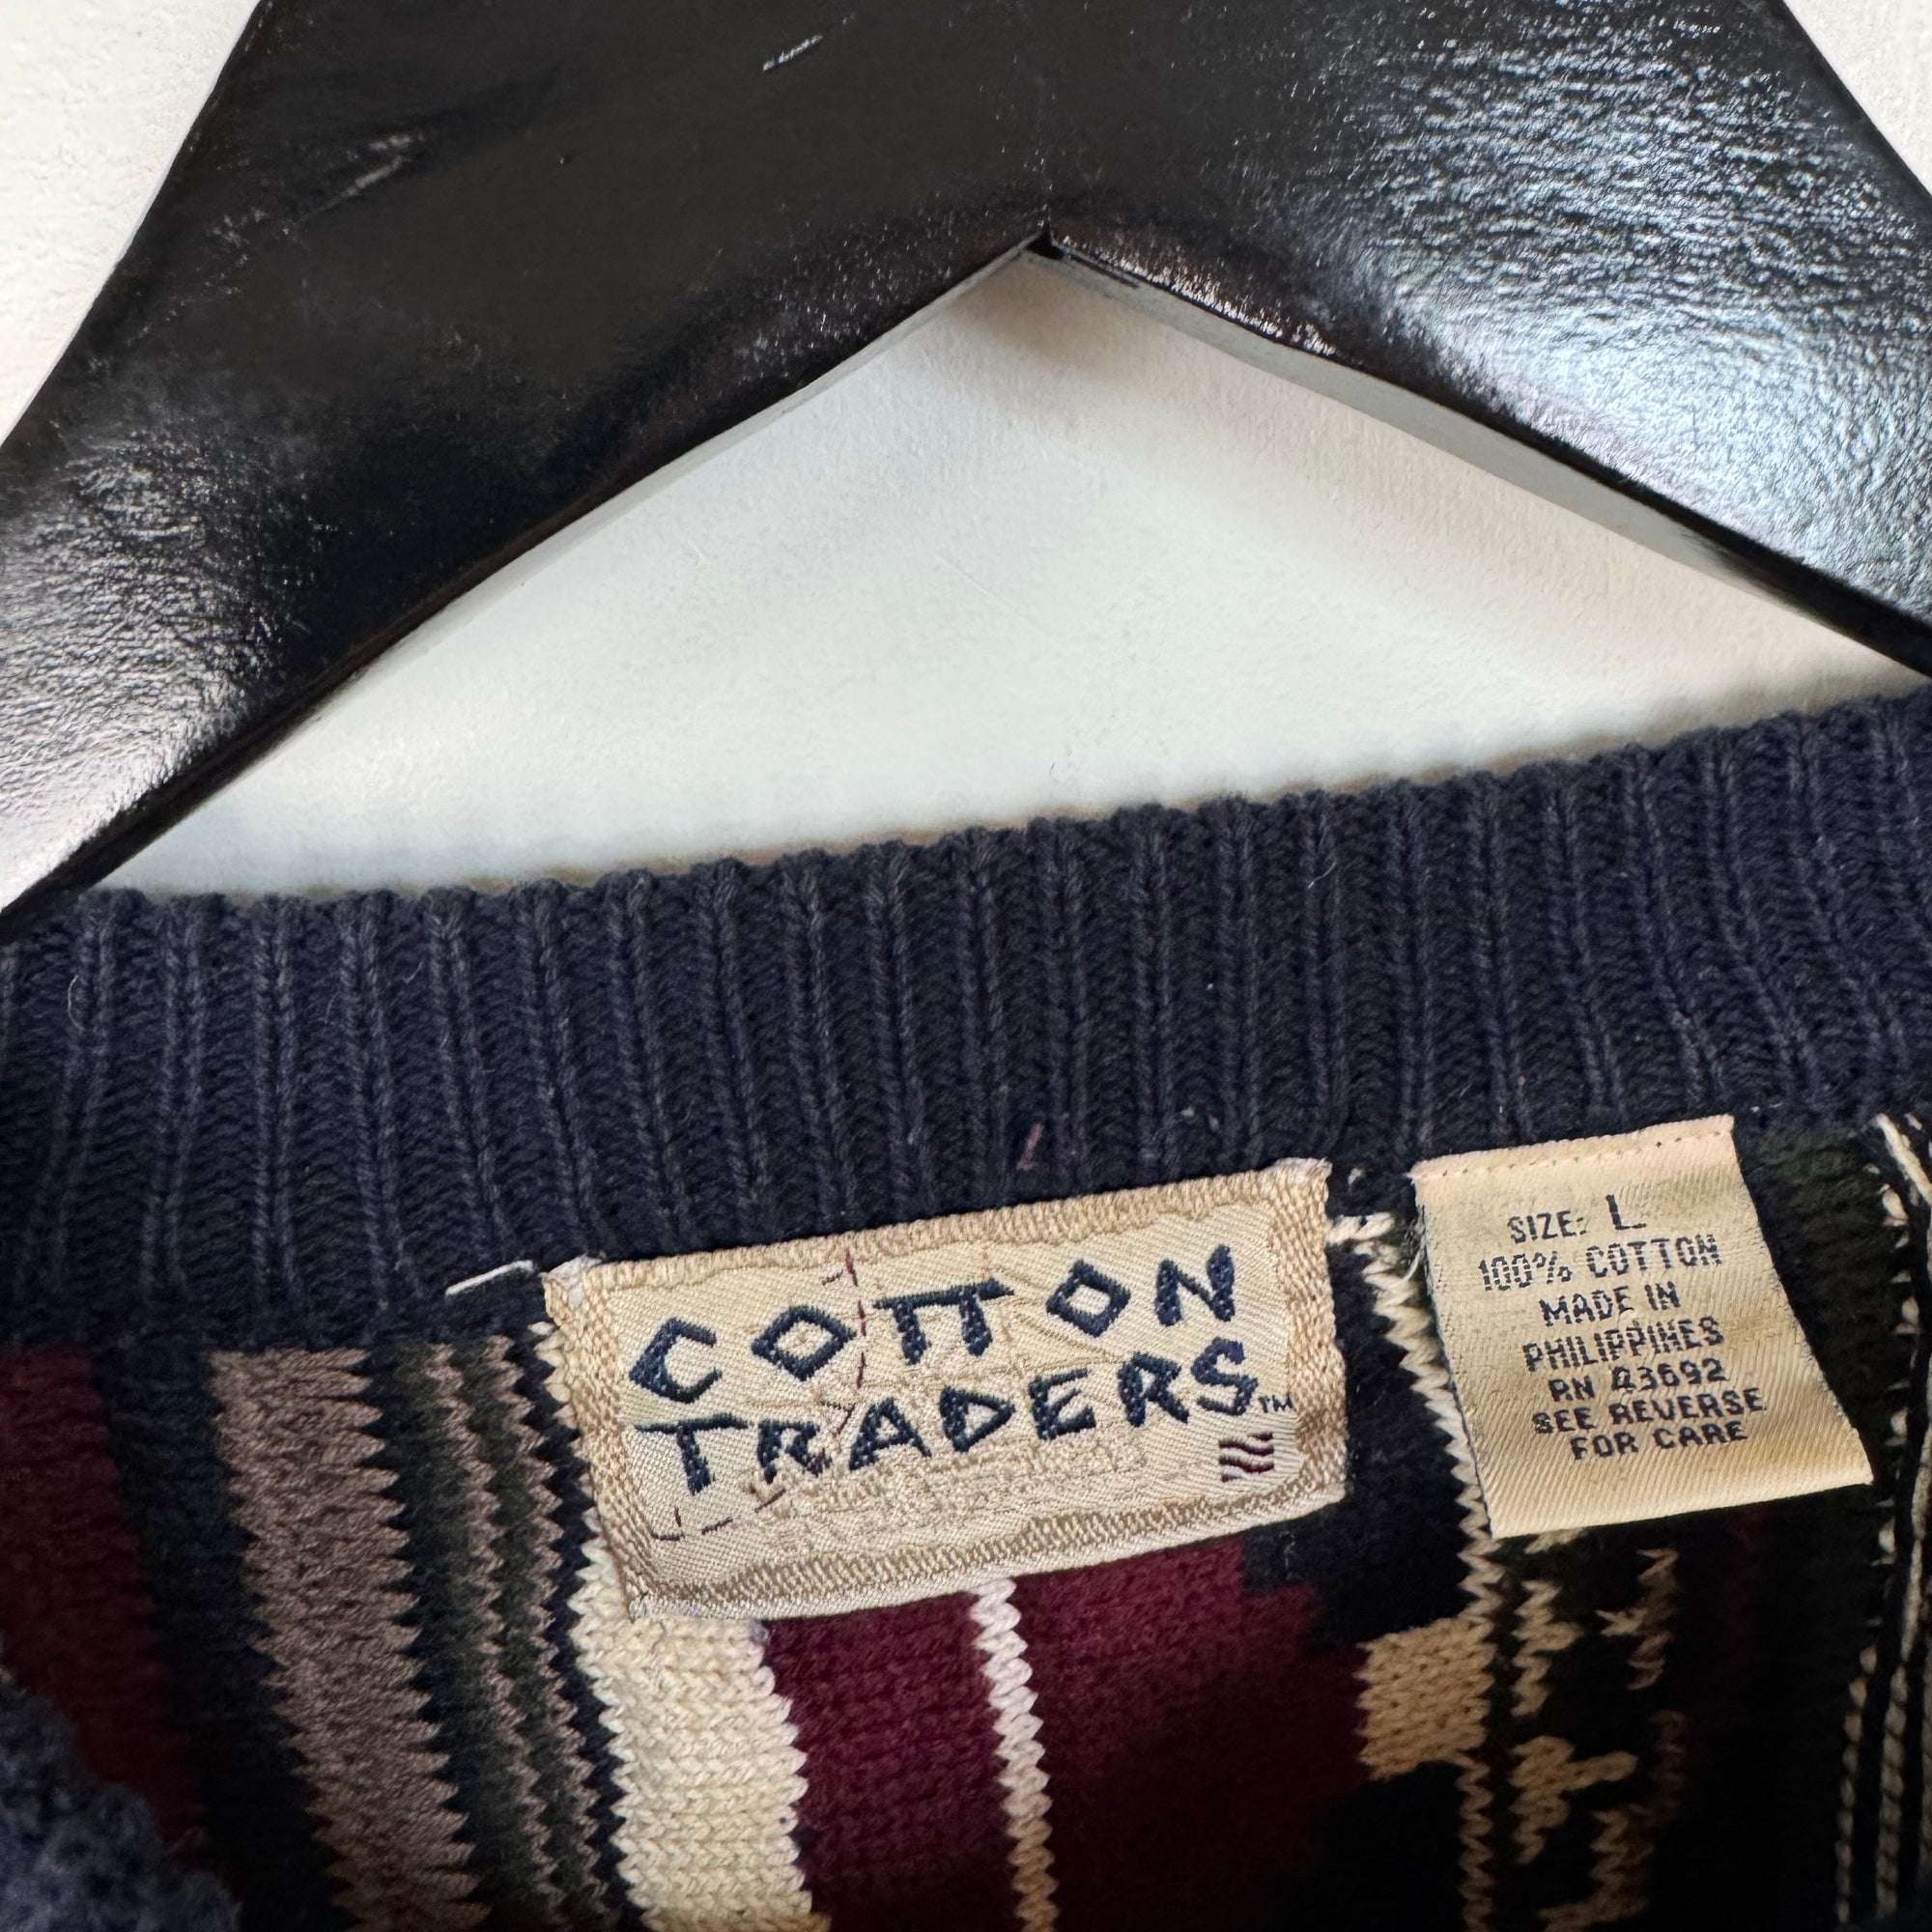 COTTON
TRADERS™
SIZE: L
100% COTTON
MADE IN
PHILIPPINES
RN 43692
SEE REVERSE
FOR CARE